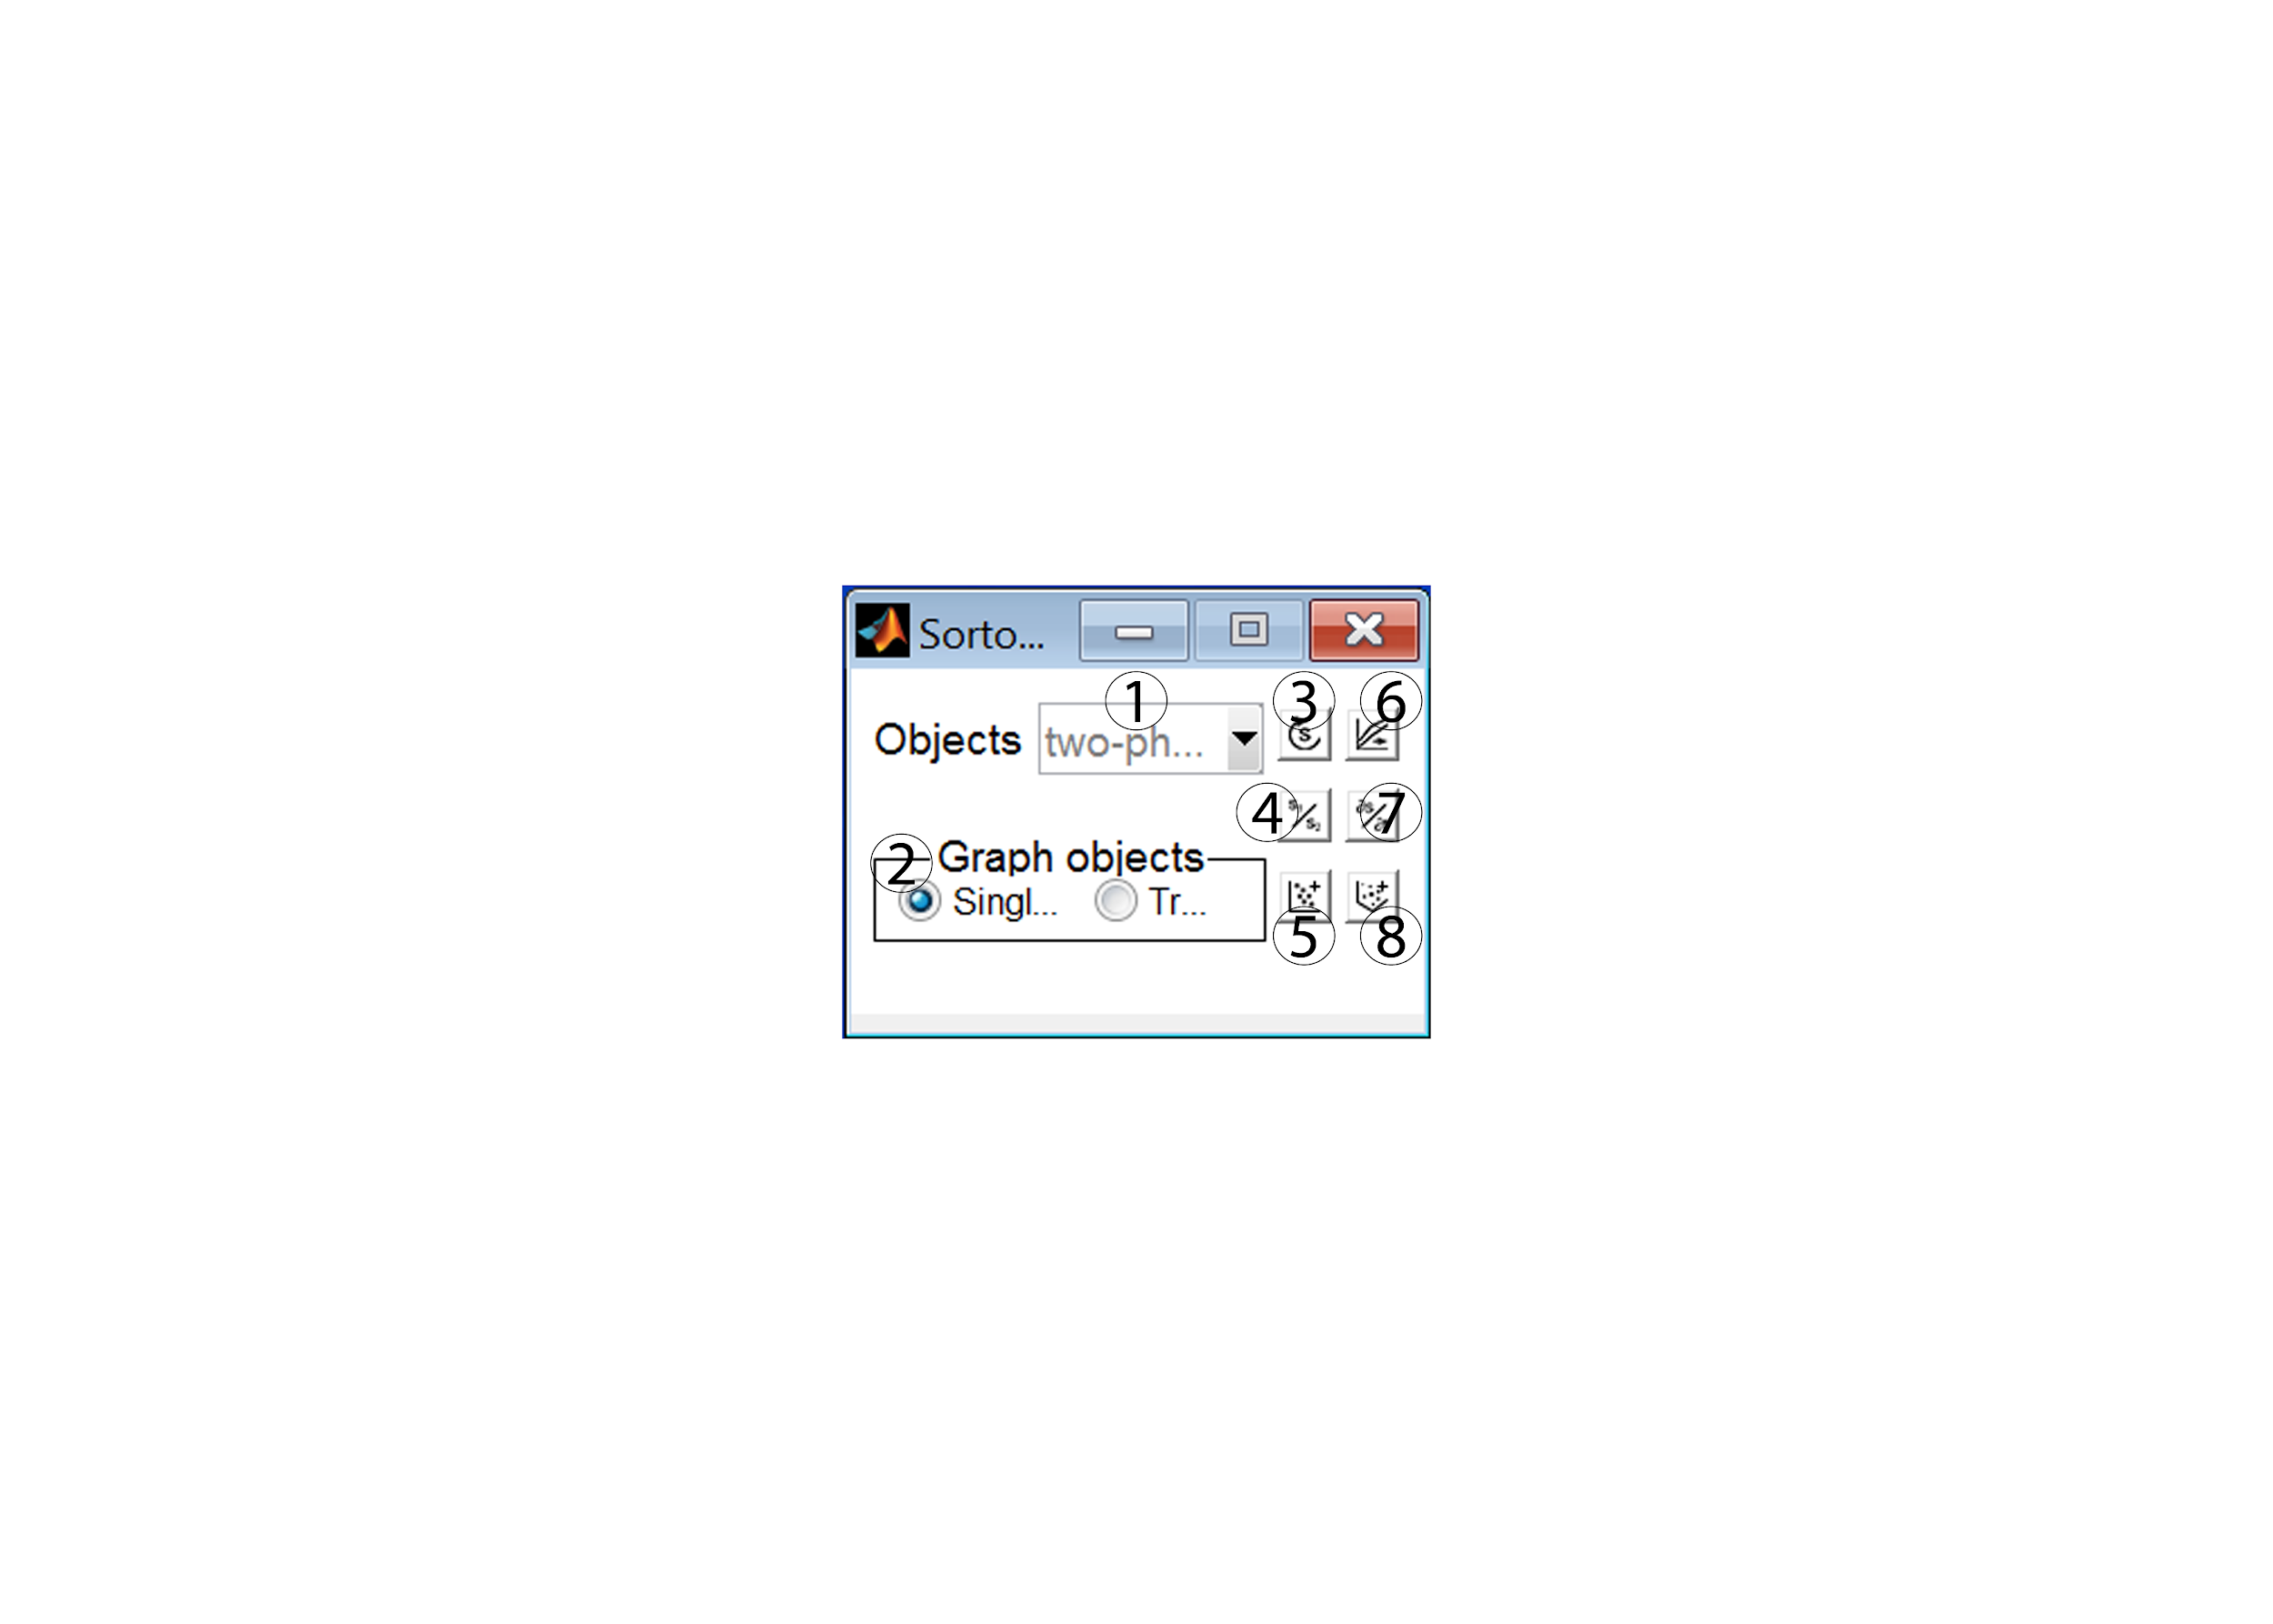 Sorto...
1 3 6
Objects two-ph...
S
4 7
2 Graph objects
Singl... Tr...
5 8